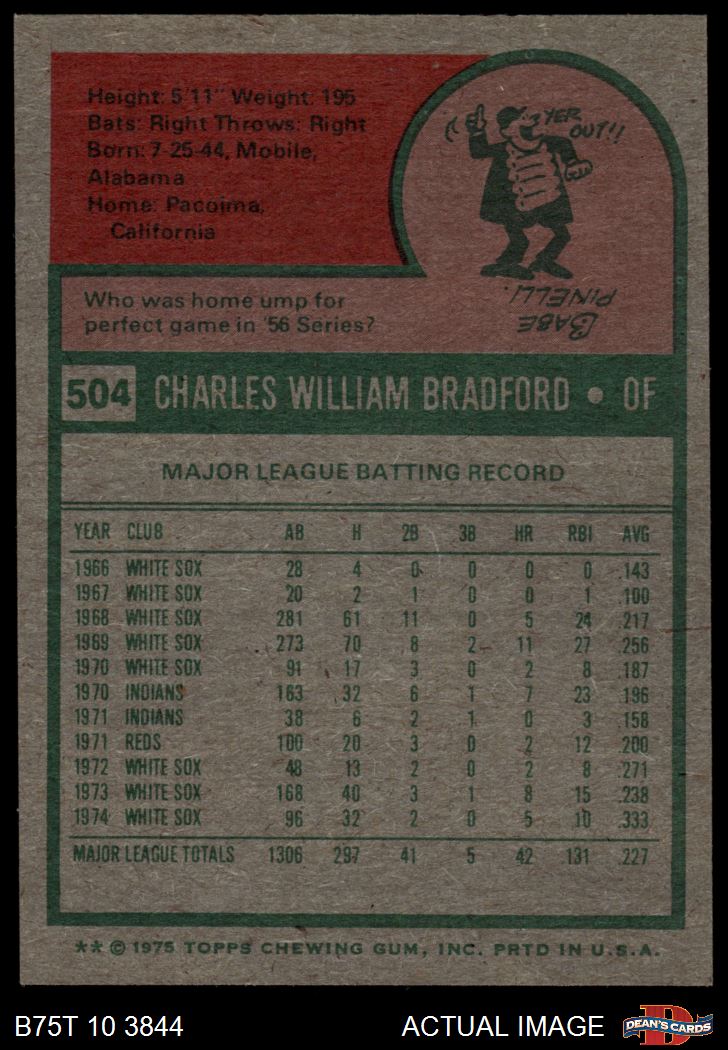 Height: 5'11" Weight: 195
Bats: Right Throws: Right
Born: 7-25-44, Mobile,
Alabama
Home: Pacoima,
California
YER
OUT!!
BABE
PINELLI.
Who was home ump for
perfect game in '56 Series?
504 CHARLES WILLIAM BRADFORD • OF
MAJOR LEAGUE BATTING RECORD
YEAR CLUB AB H 2B 3B HR RBI AVG
1966 WHITE SOX 28 4 0 0 0 0 .143
1967 WHITE SOX 20 2 1 0 0 1 .100
1968 WHITE SOX 281 61 11 0 5 24 .217
1969 WHITE SOX 273 70 8 2 11 27 .256
1970 WHITE SOX 91 17 3 0 2 8 .187
1970 INDIANS 163 32 6 1 7 23 .196
1971 INDIANS 38 6 2 1 0 3 .158
1971 REDS 100 20 3 0 2 12 .200
1972 WHITE SOX 48 13 2 0 2 8 .271
1973 WHITE SOX 168 40 3 1 8 15 .238
1974 WHITE SOX 96 32 2 0 5 10 .333
MAJOR LEAGUE TOTALS 1306 297 41 5 42 131 .227
** © 1975 TOPPS CHEWING GUM, INC. PRTD IN U.S.A.
B75T 10 3844 ACTUAL IMAGE
D
DEAN'S CARDS